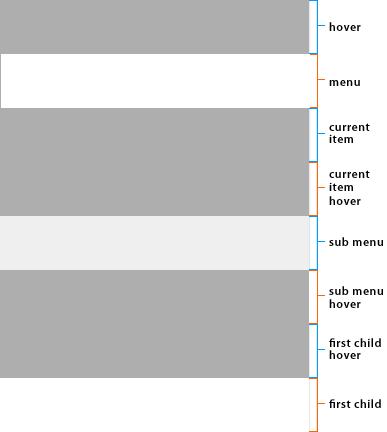 hover
menu
current
item
current
item
hover
sub menu
sub menu
hover
first child
hover
first child